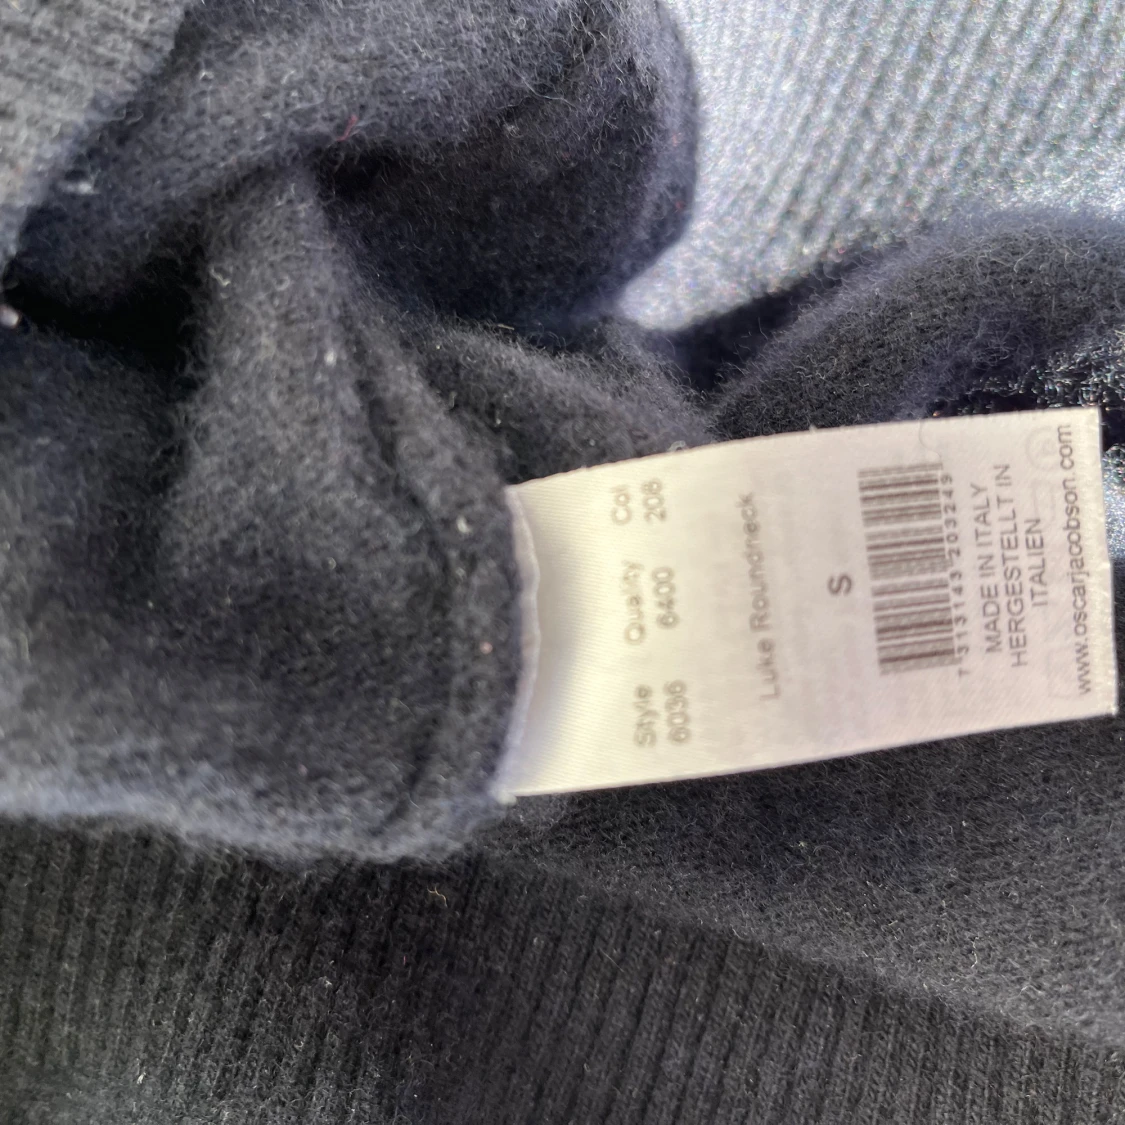 Style Quality Col
6036 6400 208
Luke Roundneck
S
7 313143 203249
MADE IN ITALY
HERGESTELLT IN
ITALIEN
www.oscarjacobson.com